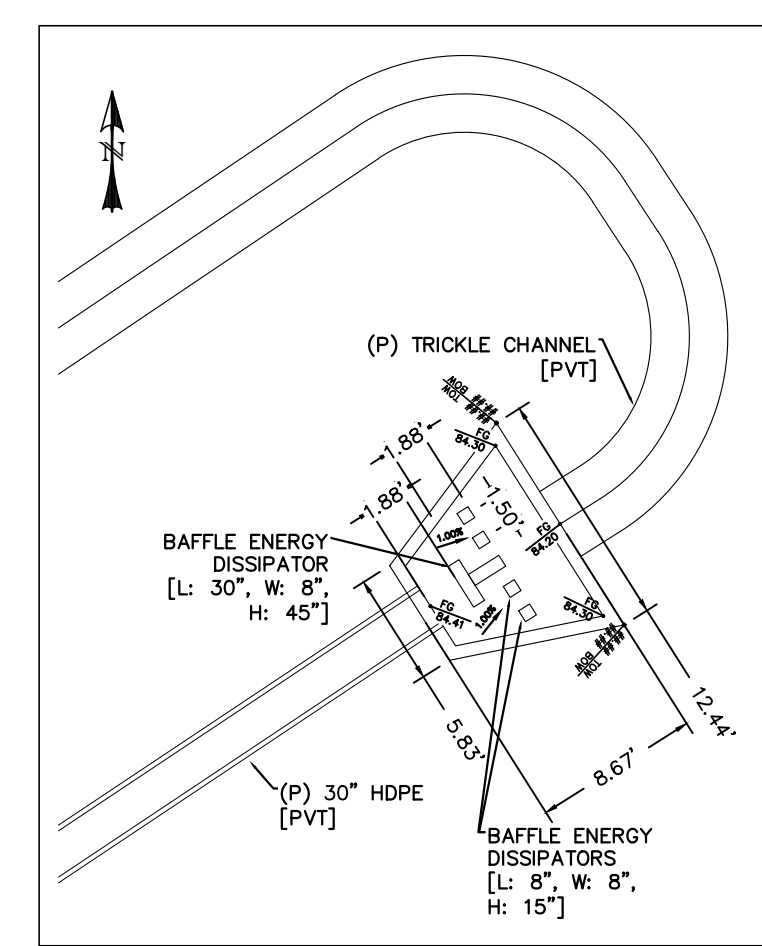 N
(P) TRICKLE CHANNEL
[PVT]
##.## TOW
##.## BOW
FG
84.30
1.88'
1.88'
1.50'
1.00%
FG
84.20
BAFFLE ENERGY
DISSIPATOR
[L: 30", W: 8",
H: 45"]
FG
84.41
1.00%
FG
84.30
##.## TOW
##.## BOW
5.83'
12.44'
8.67'
(P) 30" HDPE
[PVT]
BAFFLE ENERGY
DISSIPATORS
[L: 8", W: 8",
H: 15"]